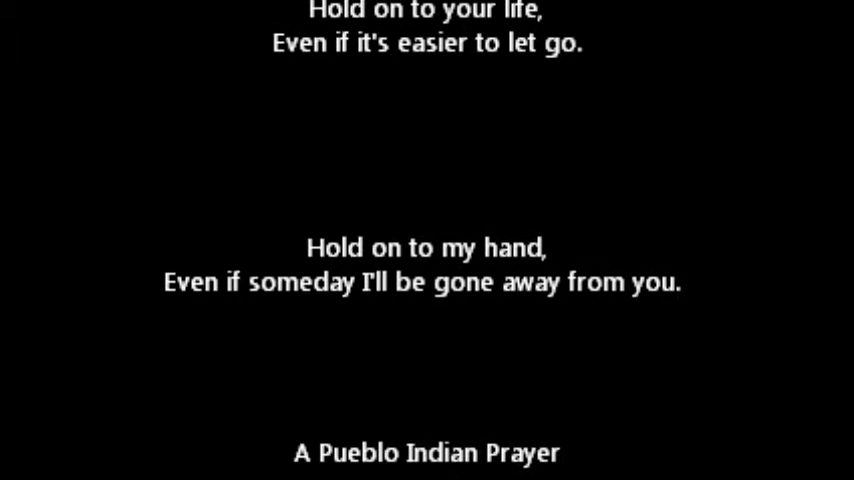 Hold on to your life,
Even if it's easier to let go.
Hold on to my hand,
Even if someday I'll be gone away from you.
A Pueblo Indian Prayer